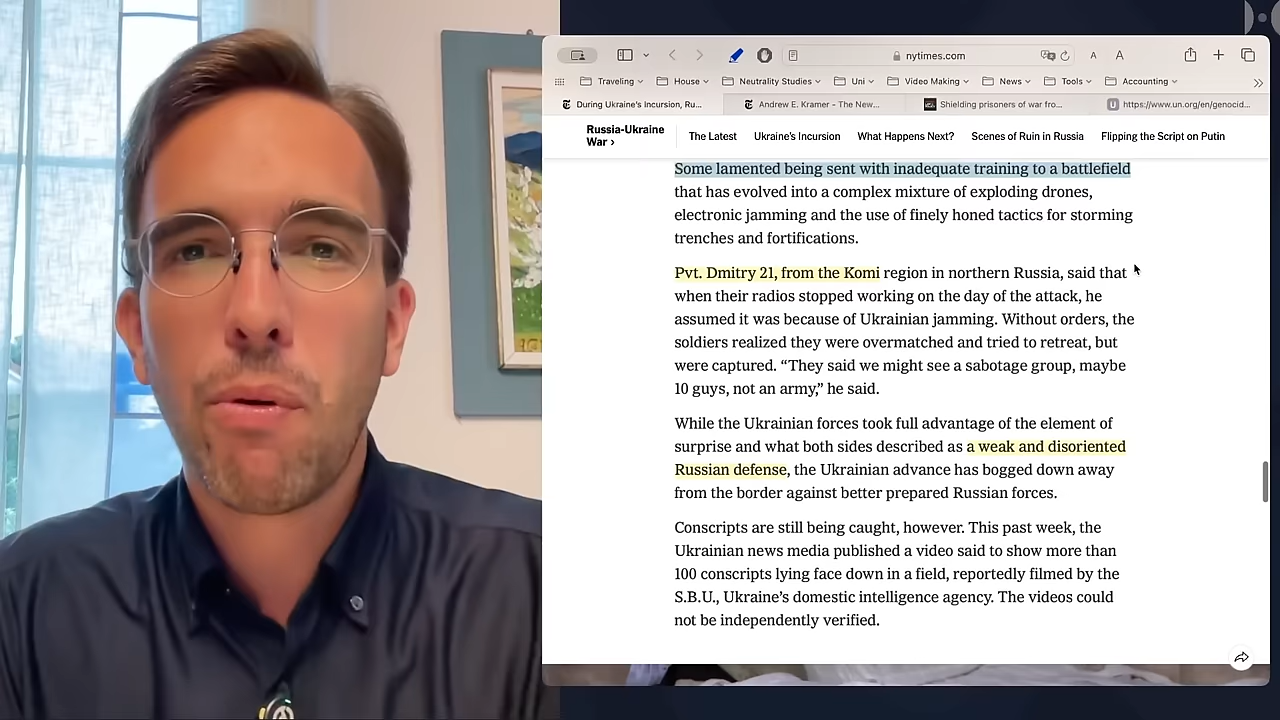 nytimes.com
A A
Traveling House Neutrality Studies Uni Video Making News Tools Accounting
During Ukraine's Incursion, Ru... Andrew E. Kramer - The New... Shielding prisoners of war fro... https://www.un.org/en/genocid...
Russia-Ukraine
War ›
The Latest Ukraine's Incursion What Happens Next? Scenes of Ruin in Russia Flipping the Script on Putin
Some lamented being sent with inadequate training to a battlefield
that has evolved into a complex mixture of exploding drones,
electronic jamming and the use of finely honed tactics for storming
trenches and fortifications.
Pvt. Dmitry 21, from the Komi region in northern Russia, said that
when their radios stopped working on the day of the attack, he
assumed it was because of Ukrainian jamming. Without orders, the
soldiers realized they were overmatched and tried to retreat, but
were captured. “They said we might see a sabotage group, maybe
10 guys, not an army,” he said.
While the Ukrainian forces took full advantage of the element of
surprise and what both sides described as a weak and disoriented
Russian defense, the Ukrainian advance has bogged down away
from the border against better prepared Russian forces.
Conscripts are still being caught, however. This past week, the
Ukrainian news media published a video said to show more than
100 conscripts lying face down in a field, reportedly filmed by the
S.B.U., Ukraine's domestic intelligence agency. The videos could
not be independently verified.